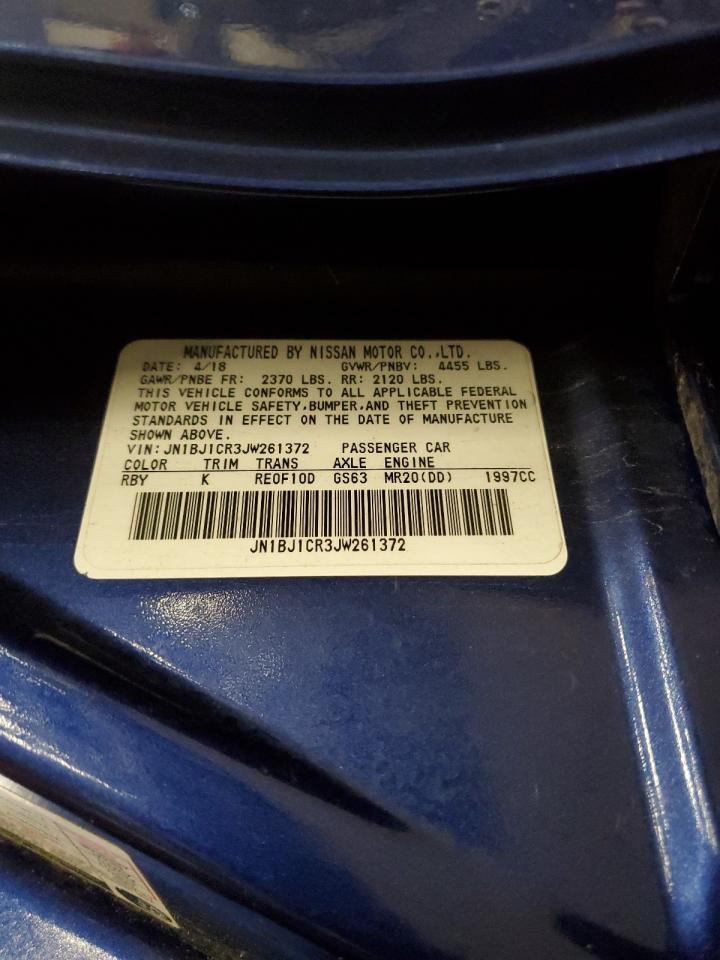 MANUFACTURED BY NISSAN MOTOR CO.,LTD.
DATE: 4/18 GVWR/PNBV: 4455 LBS.
GAWR/PNBE FR: 2370 LBS. RR: 2120 LBS.
THIS VEHICLE CONFORMS TO ALL APPLICABLE FEDERAL
MOTOR VEHICLE SAFETY,BUMPER,AND THEFT PREVENTION
STANDARDS IN EFFECT ON THE DATE OF MANUFACTURE
SHOWN ABOVE.
VIN:JN1BJ1CR3JW261372 PASSENGER CAR
COLOR TRIM TRANS AXLE ENGINE
RBY K RE0F10D GS63 MR20(DD) 1997CC
JN1BJ1CR3JW261372